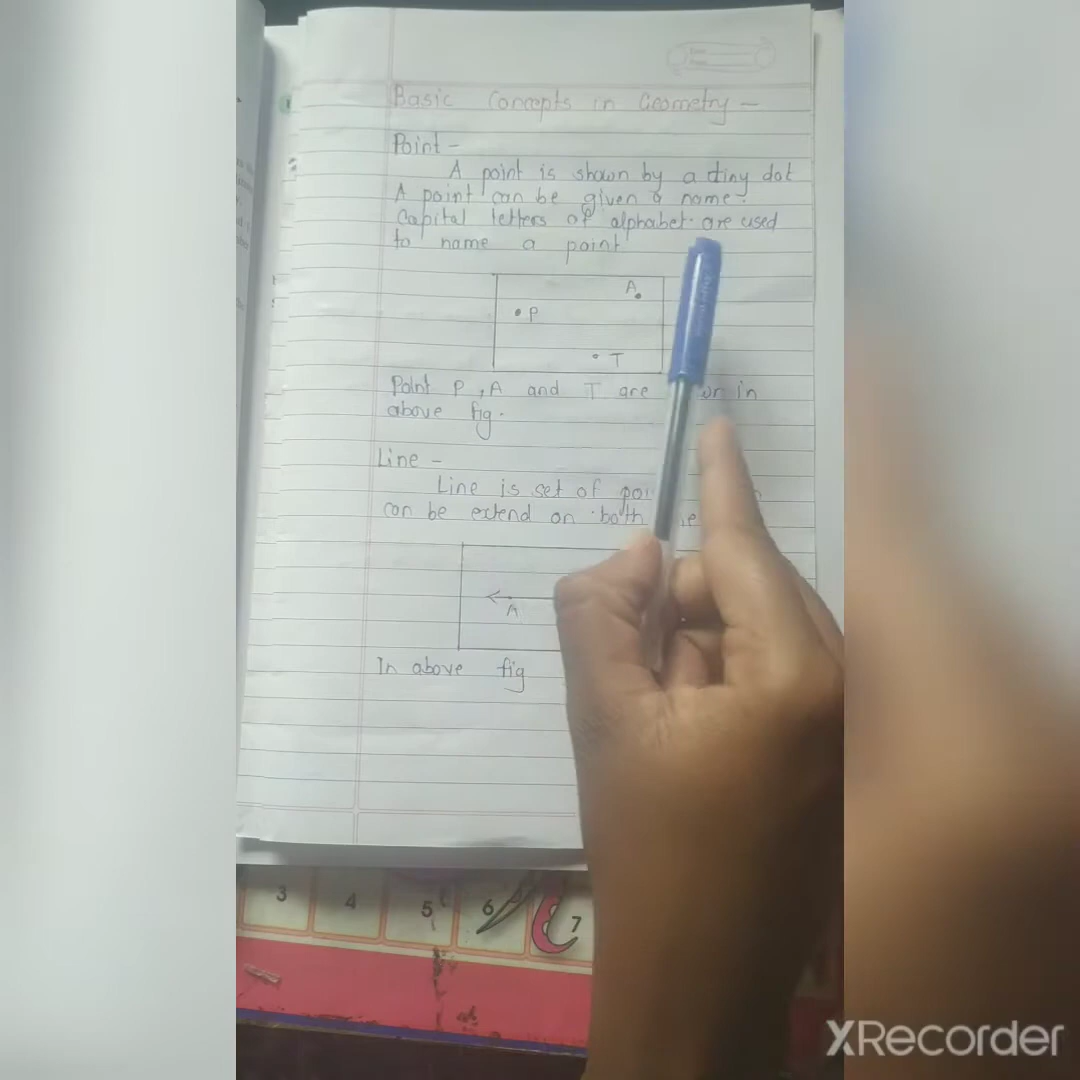 Basic Concepts in Geometry -
Point -
A point is shown by a tiny dot
A point can be given a name.
Capital letters of alphabet are used
to name a point
A
P
T
Point P, A and T are in
above fig.
Line -
Line is set of
can be extend on both
A
In above fig
3 4 5 6 7
XRecorder